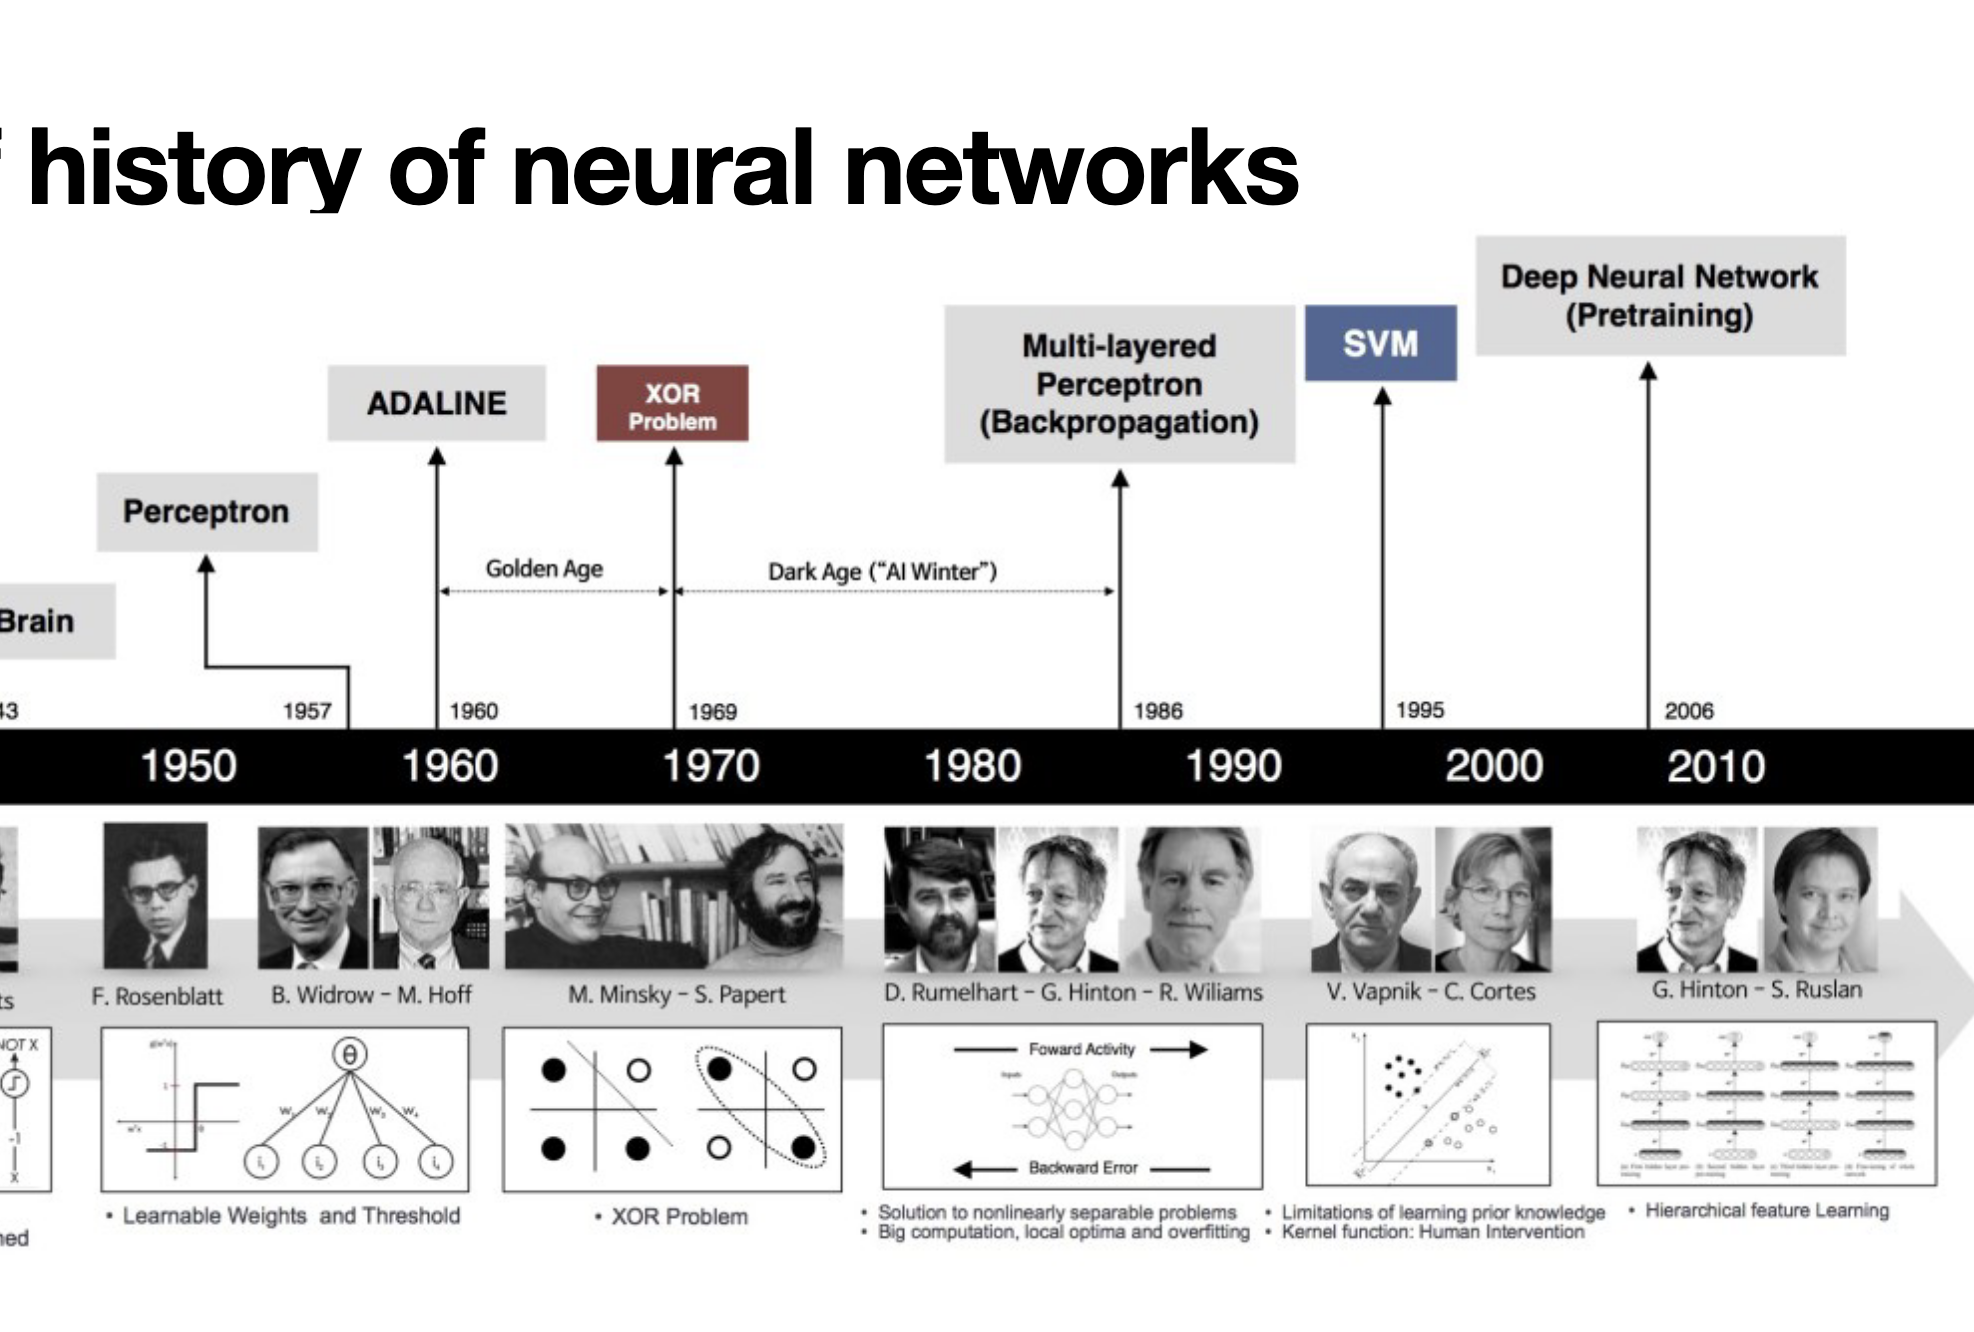 history of neural networks
Deep Neural Network
(Pretraining)
Multi-layered
Perceptron
(Backpropagation)
SVM
ADALINE
XOR
Problem
Perceptron
Golden Age
Dark Age (“AI Winter”)
Brain
43
1957
1960
1969
1986
1995
2006
1950
1960
1970
1980
1990
2000
2010
F. Rosenblatt
B. Widrow – M. Hoff
M. Minsky – S. Papert
D. Rumelhart – G. Hinton – R. Wiliams
V. Vapnik – C. Cortes
G. Hinton – S. Ruslan
ts
NOT X
-1
X
θ
Foward Activity
Inputs
Outputs
Backward Error
• Learnable Weights and Threshold
• XOR Problem
• Solution to nonlinearly separable problems
• Big computation, local optima and overfitting
• Limitations of learning prior knowledge
• Kernel function: Human Intervention
• Hierarchical feature Learning
ned